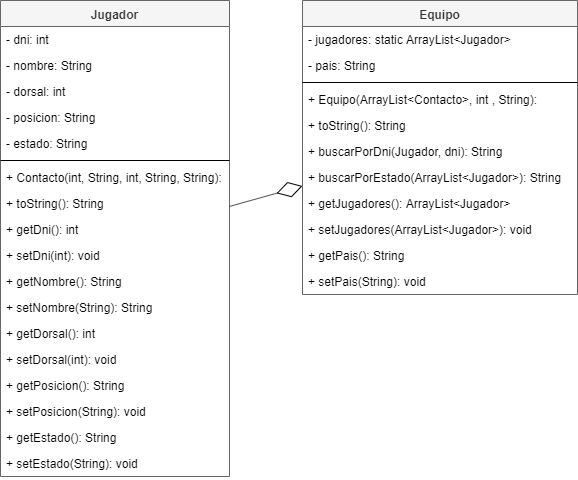 Jugador
- dni: int
- nombre: String
- dorsal: int
- posicion: String
- estado: String
+ Contacto(int, String, int, String, String):
+ toString(): String
+ getDni(): int
+ setDni(int): void
+ getNombre(): String
+ setNombre(String): String
+ getDorsal(): int
+ setDorsal(int): void
+ getPosicion(): String
+ setPosicion(String): void
+ getEstado(): String
+ setEstado(String): void
Equipo
- jugadores: static ArrayList<Jugador>
- pais: String
+ Equipo(ArrayList<Contacto>, int , String):
+ toString(): String
+ buscarPorDni(Jugador, dni): String
+ buscarPorEstado(ArrayList<Jugador>): String
+ getJugadores(): ArrayList<Jugador>
+ setJugadores(ArrayList<Jugador>): void
+ getPais(): String
+ setPais(String): void